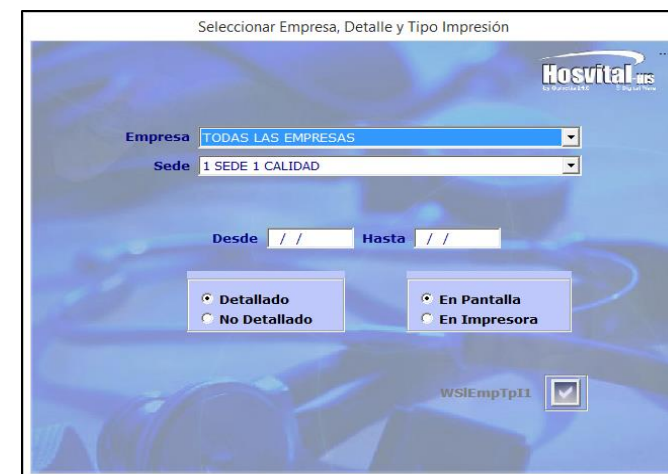 Seleccionar Empresa, Detalle y Tipo Impresión
Hosvital-HIS
Empresa TODAS LAS EMPRESAS
Sede 1 SEDE 1 CALIDAD
Desde / / Hasta / /
Detallado En Pantalla
No Detallado En Impresora
WSlEmpTpI1